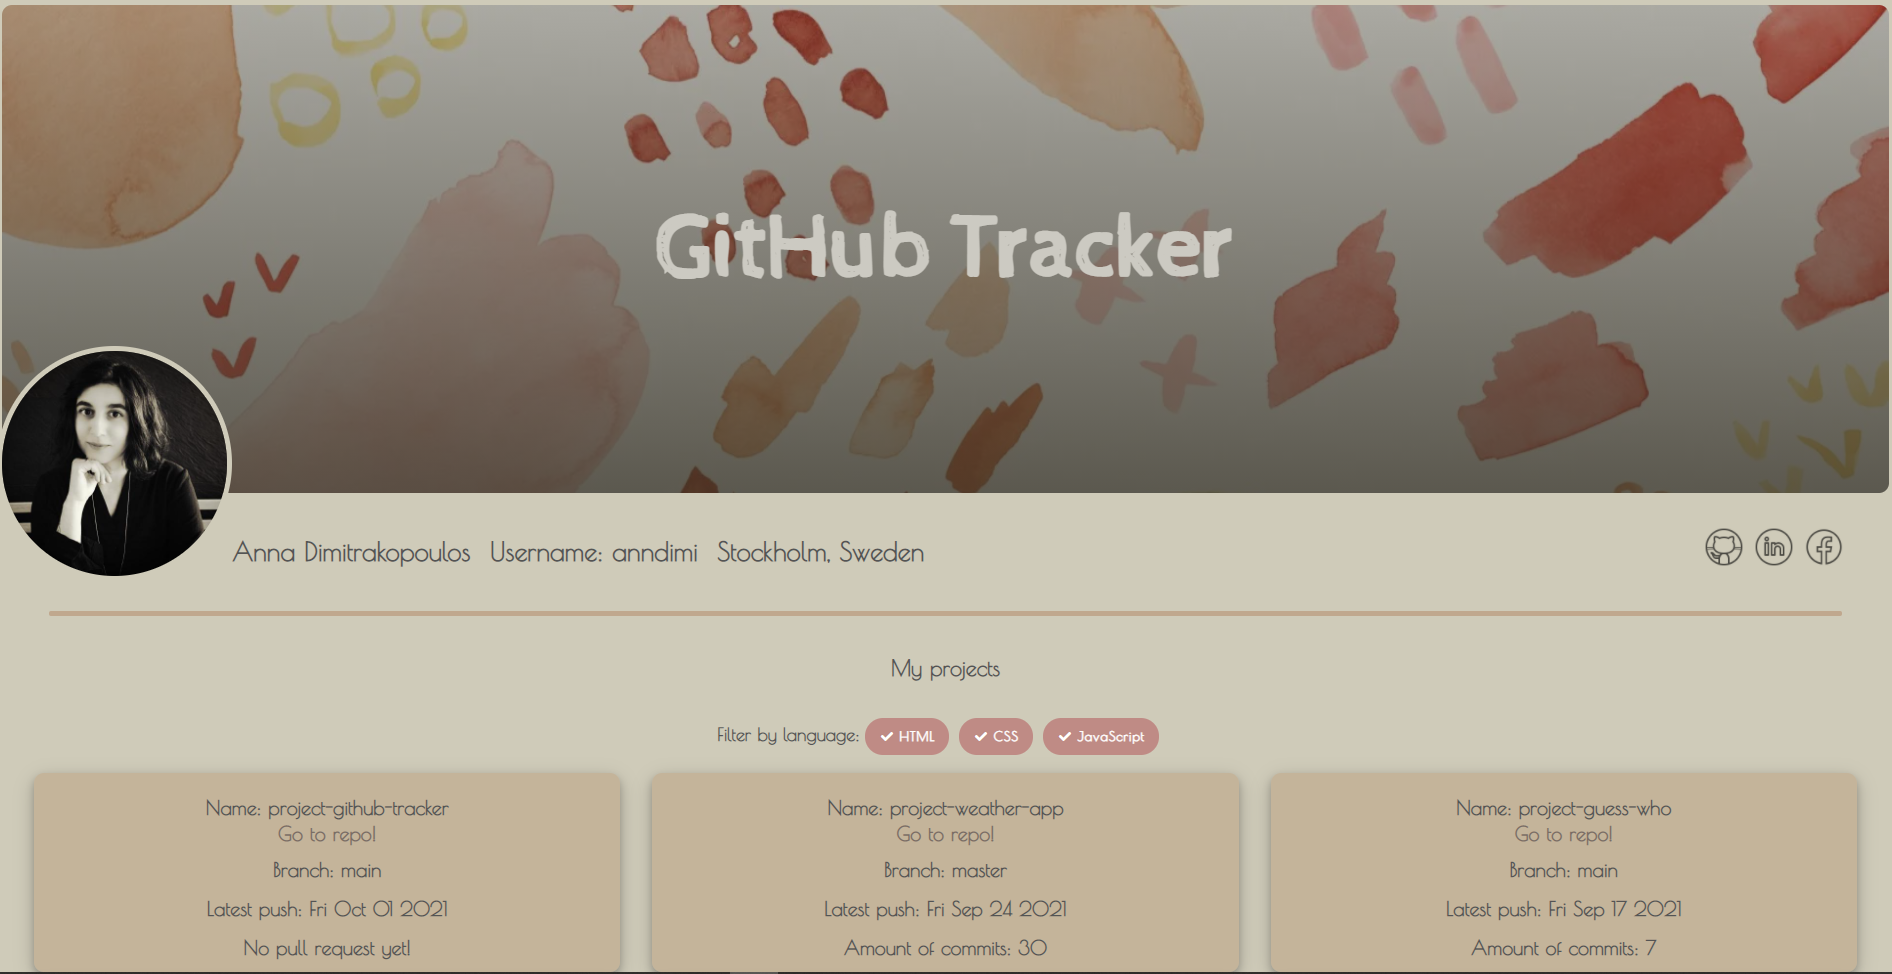 GitHub Tracker
Anna Dimitrakopoulos Username: anndimi Stockholm, Sweden
in f
My projects
Filter by language: HTML CSS JavaScript
Name: project-github-tracker
Go to repo!
Branch: main
Latest push: Fri Oct 01 2021
No pull request yet!
Name: project-weather-app
Go to repo!
Branch: master
Latest push: Fri Sep 24 2021
Amount of commits: 30
Name: project-guess-who
Go to repo!
Branch: main
Latest push: Fri Sep 17 2021
Amount of commits: 7